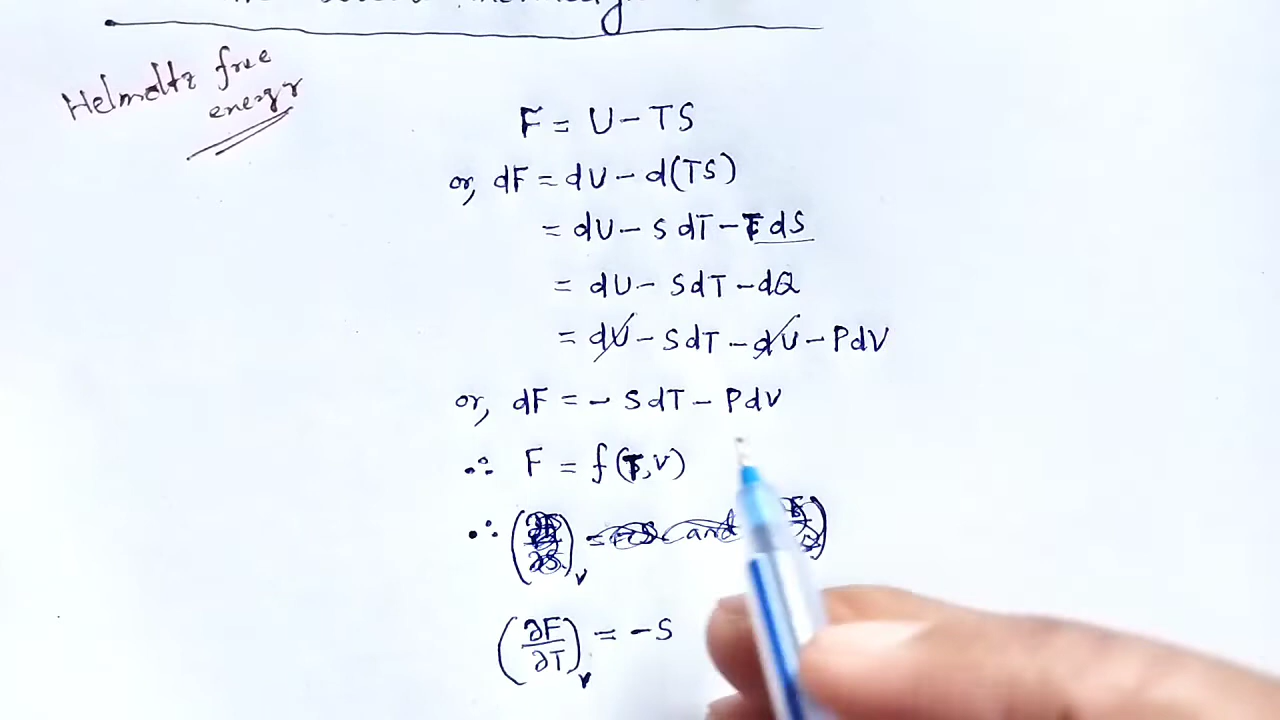 Helmoltz free
energy
F = U - TS
or, dF = dU - d(TS)
= dU - SdT - TdS
= dU - SdT - dQ
= dU - SdT - dU - PdV
or, dF = - SdT - PdV
∴ F = f(T,V)
∴
(∂F/∂T)V = -S